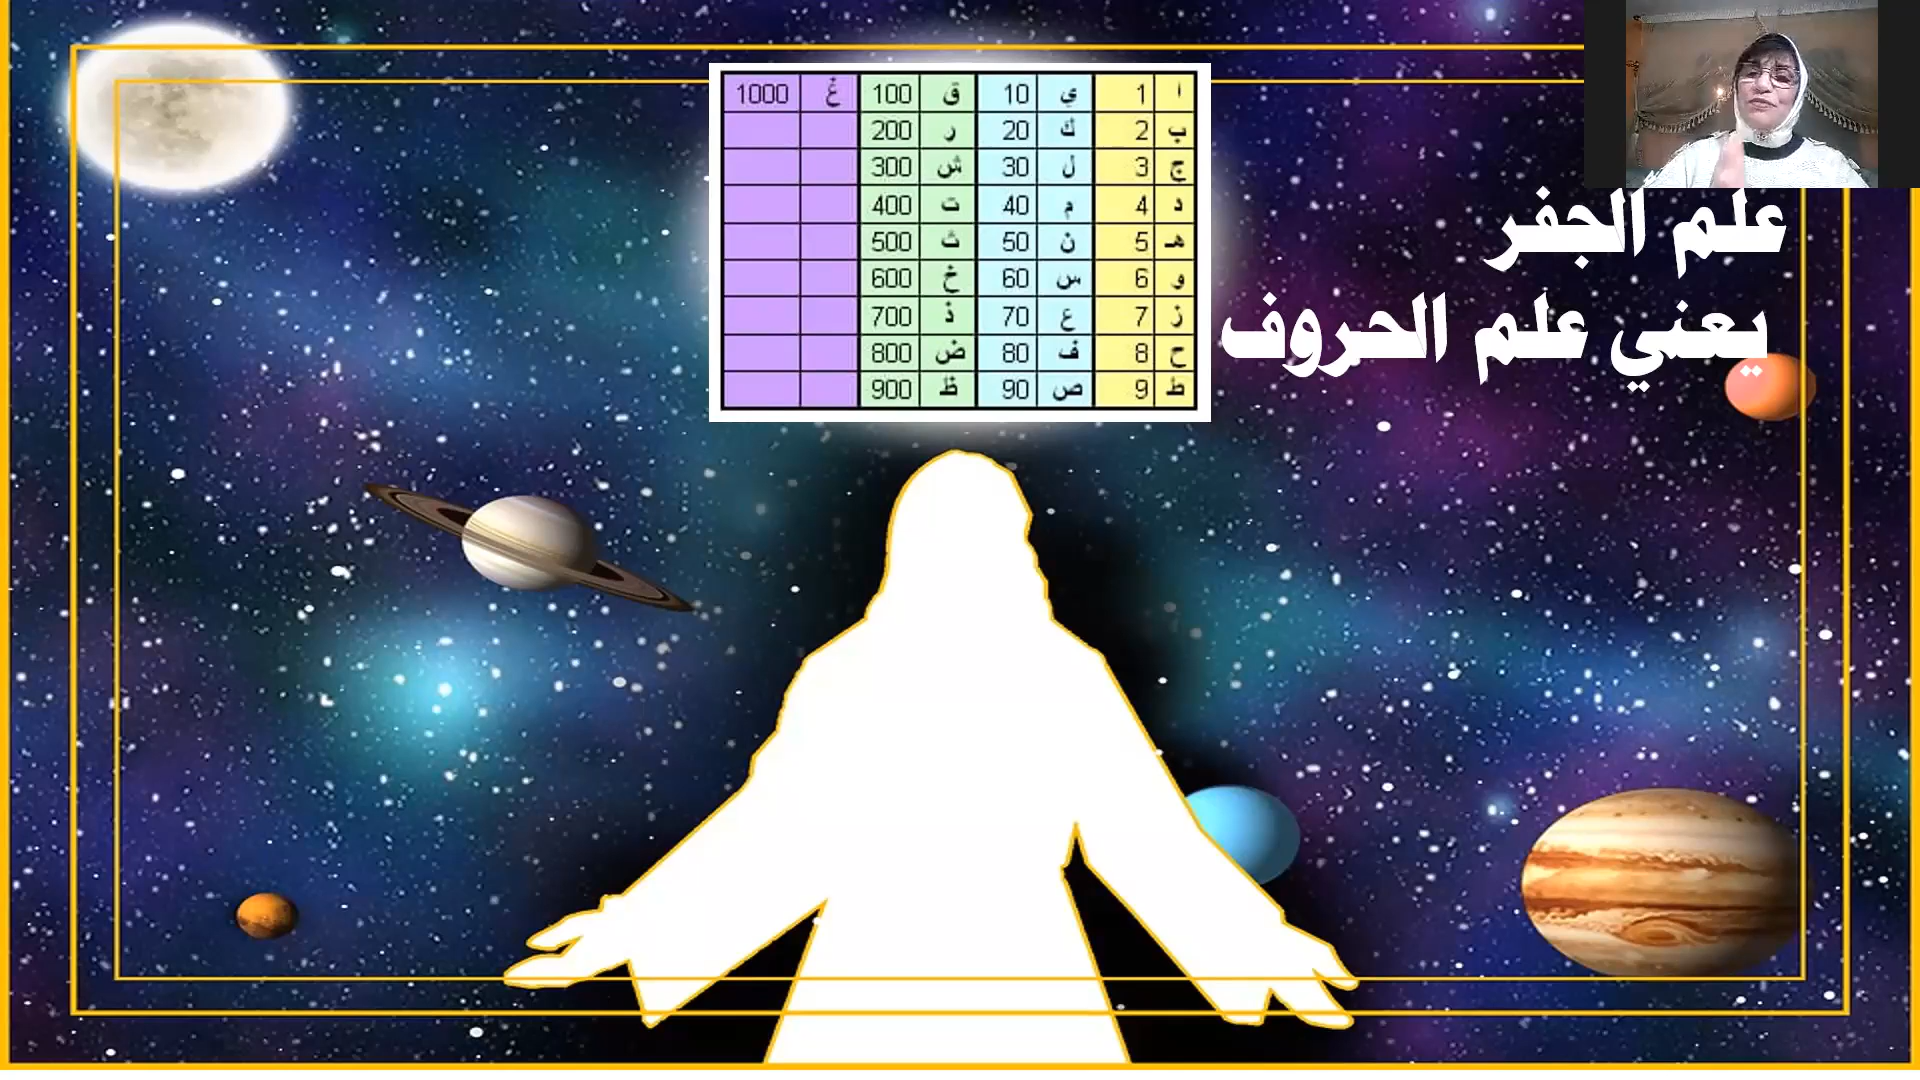 ا 1 ي 10 ق 100 غ 1000
ب 2 ك 20 ر 200
ج 3 ل 30 ش 300
د 4 م 40 ت 400
هـ 5 ن 50 ث 500
و 6 س 60 خ 600
ز 7 ع 70 ذ 700
ح 8 ف 80 ض 800
ط 9 ص 90 ظ 900
علم الجفر
يعني علم الحروف